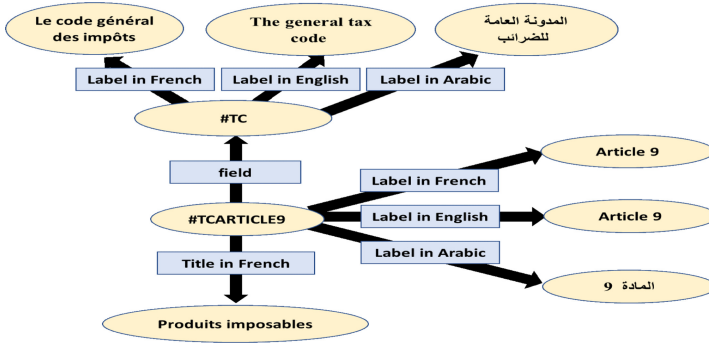 Le code général
des impôts
The general tax
code
المدونة العامة
للضرائب
Label in French
Label in English
Label in Arabic
#TC
field
Article 9
Label in French
#TCARTICLE9
Label in English
Article 9
Label in Arabic
Title in French
المادة 9
Produits imposables